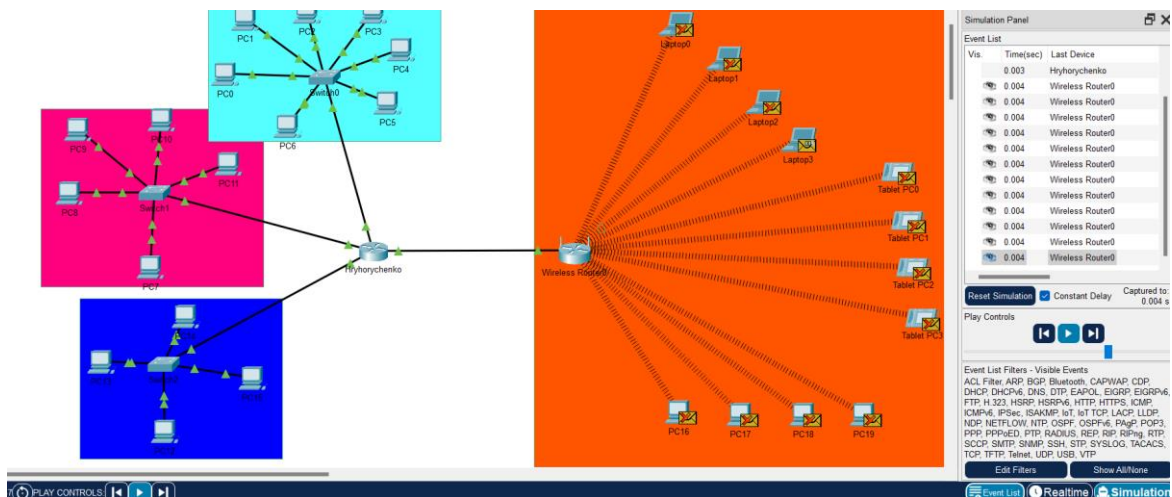 PC1
PC2
PC3
PC4
PC0
Switch0
PC5
PC6
PC9
PC10
PC11
PC8
Switch1
PC7
Hryhorychenko
PC13
Switch2
PC15
Wireless Router0
Laptop0
Laptop1
Laptop2
Laptop3
Tablet PC0
Tablet PC1
Tablet PC2
Tablet PC3
PC16
PC17
PC18
PC19
Simulation Panel
Event List
Vis. Time(sec) Last Device
0.003 Hryhorychenko
0.004 Wireless Router0
0.004 Wireless Router0
0.004 Wireless Router0
0.004 Wireless Router0
0.004 Wireless Router0
0.004 Wireless Router0
0.004 Wireless Router0
0.004 Wireless Router0
0.004 Wireless Router0
0.004 Wireless Router0
0.004 Wireless Router0
0.004 Wireless Router0
Reset Simulation Constant Delay Captured to:
0.004 s
Play Controls
Event List Filters - Visible Events
ACL Filter, ARP, BGP, Bluetooth, CAPWAP, CDP,
DHCP, DHCPv6, DNS, DTP, EAPOL, EIGRP, EIGRPv6,
FTP, H.323, HSRP, HSRPv6, HTTP, HTTPS, ICMP,
ICMPv6, IPSec, ISAKMP, IoT, IoT TCP, LACP, LLDP,
NDP, NETFLOW, NTP, OSPF, OSPFv6, PAgP, POP3,
PPP, PPPoED, PTP, RADIUS, REP, RIP, RIPng, RTP,
SCCP, SMTP, SNMP, SSH, STP, SYSLOG, TACACS,
TCP, TFTP, Telnet, UDP, USB, VTP
Edit Filters Show All/None
PLAY CONTROLS:
Event List Realtime Simulation